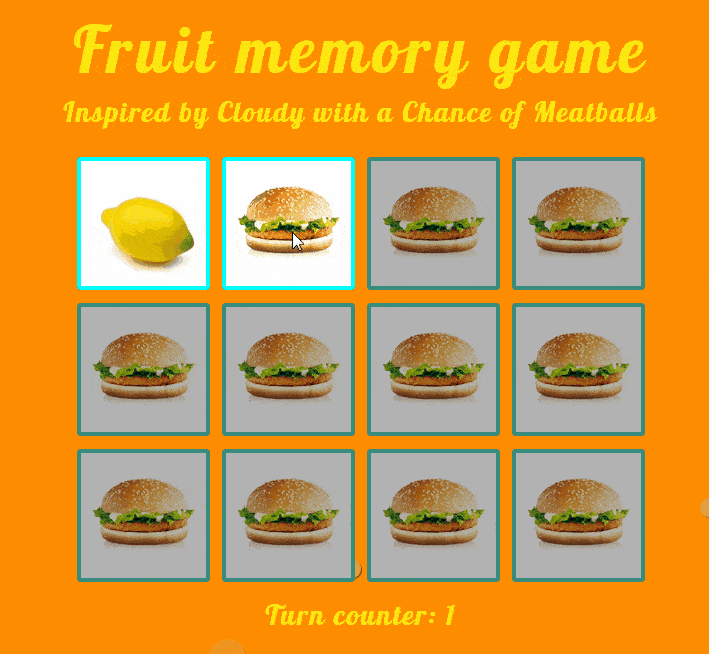 Fruit memory game
Inspired by Cloudy with a Chance of Meatballs
Turn counter: 1